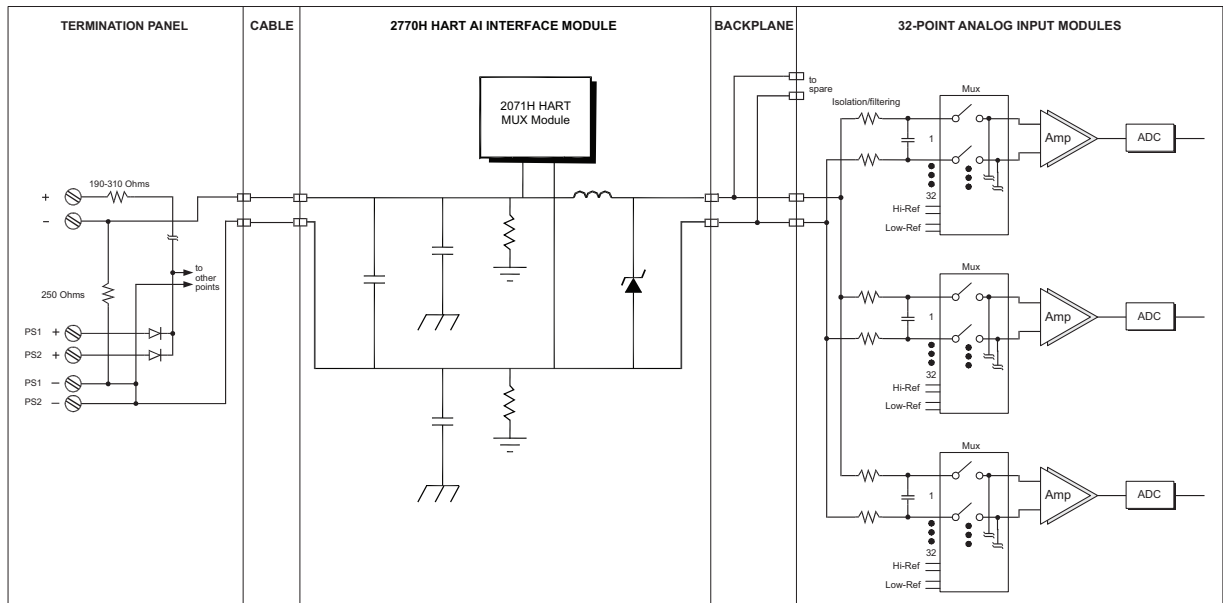 TERMINATION PANEL
CABLE
2770H HART AI INTERFACE MODULE
BACKPLANE
32-POINT ANALOG INPUT MODULES
+
190-310 Ohms
−
to
other
points
250 Ohms
PS1 +
PS2 +
PS1 −
PS2 −
2071H HART
MUX Module
to
spare
Isolation/filtering
Mux
1
32
Hi-Ref
Low-Ref
Amp
ADC
Mux
1
32
Hi-Ref
Low-Ref
Amp
ADC
Mux
1
32
Hi-Ref
Low-Ref
Amp
ADC